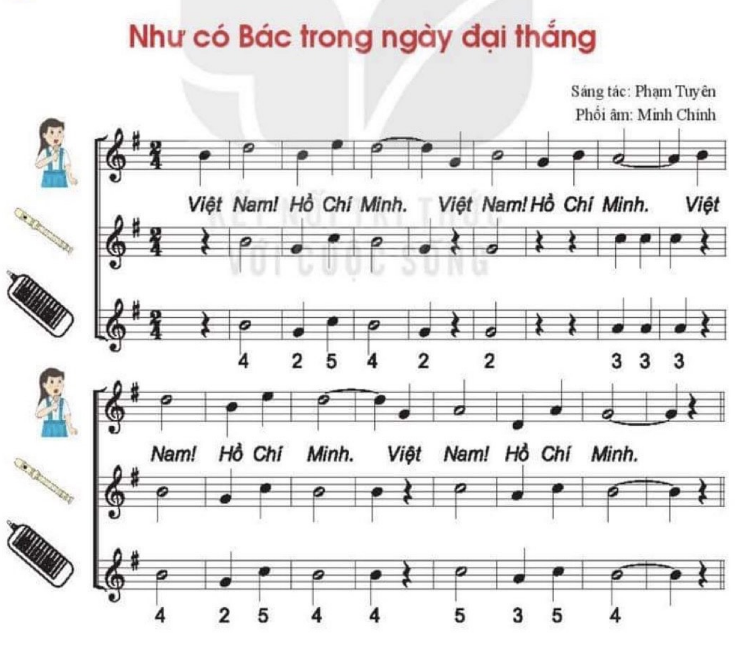 Như có Bác trong ngày đại thắng
Sáng tác: Phạm Tuyên
Phối âm: Minh Chính
Việt Nam! Hồ Chí Minh. Việt Nam! Hồ Chí Minh. Việt
KẾT NỐI TRI THỨC
VỚI CUỘC SỐNG
4 2 5 4 2 2 3 3 3
Nam! Hồ Chí Minh. Việt Nam! Hồ Chí Minh.
4 2 5 4 4 5 3 5 4